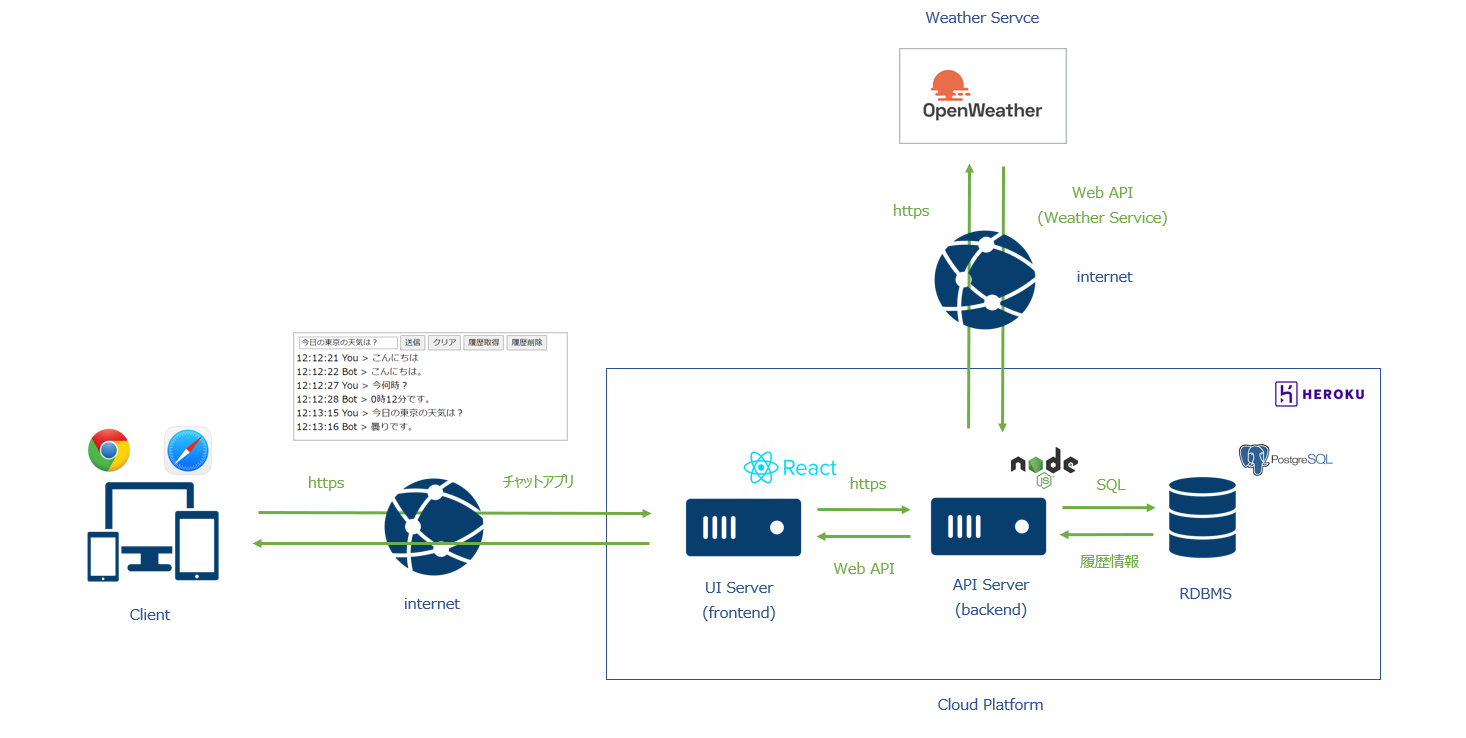 Weather Servce
OpenWeather
https
Web API
(Weather Service)
internet
今日の東京の天気は？ 送信 クリア 履歴取得 履歴削除
12:12:21 You > こんにちは
12:12:22 Bot > こんにちは。
12:12:27 You > 今何時？
12:12:28 Bot > 0時12分です。
12:13:15 You > 今日の東京の天気は？
12:13:16 Bot > 曇りです。
HEROKU
https
チャットアプリ
React
https
node
JS
SQL
PostgreSQL
Web API
履歴情報
Client
internet
UI Server
(frontend)
API Server
(backend)
RDBMS
Cloud Platform